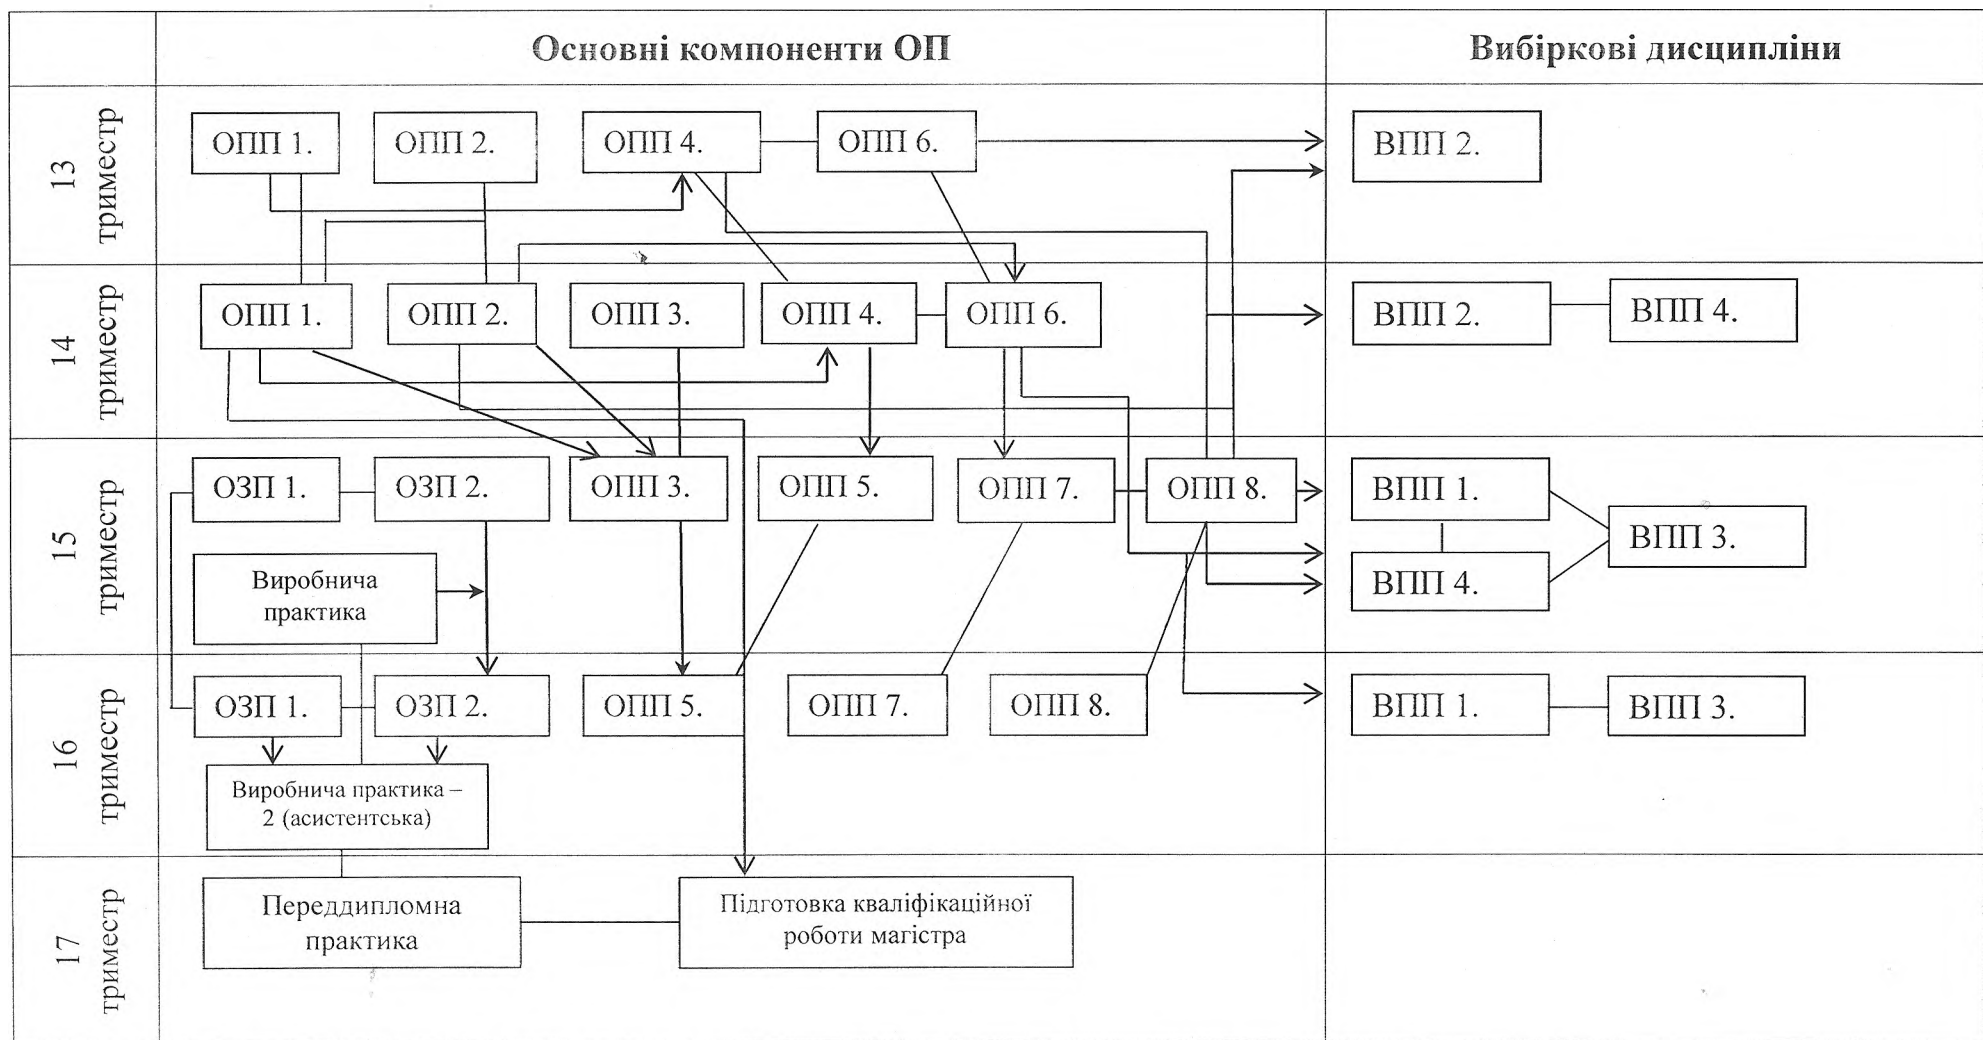 Основні компоненти ОП
Вибіркові дисципліни
13
триместр
ОПП 1.
ОПП 2.
ОПП 4.
ОПП 6.
ВПП 2.
14
триместр
ОПП 1.
ОПП 2.
ОПП 3.
ОПП 4.
ОПП 6.
ВПП 2.
ВПП 4.
15
триместр
ОЗП 1.
ОЗП 2.
ОПП 3.
ОПП 5.
ОПП 7.
ОПП 8.
ВПП 1.
ВПП 3.
ВПП 4.
Виробнича
практика
16
триместр
ОЗП 1.
ОЗП 2.
ОПП 5.
ОПП 7.
ОПП 8.
ВПП 1.
ВПП 3.
Виробнича практика –
2 (асистентська)
17
триместр
Переддипломна
практика
Підготовка кваліфікаційної
роботи магістра